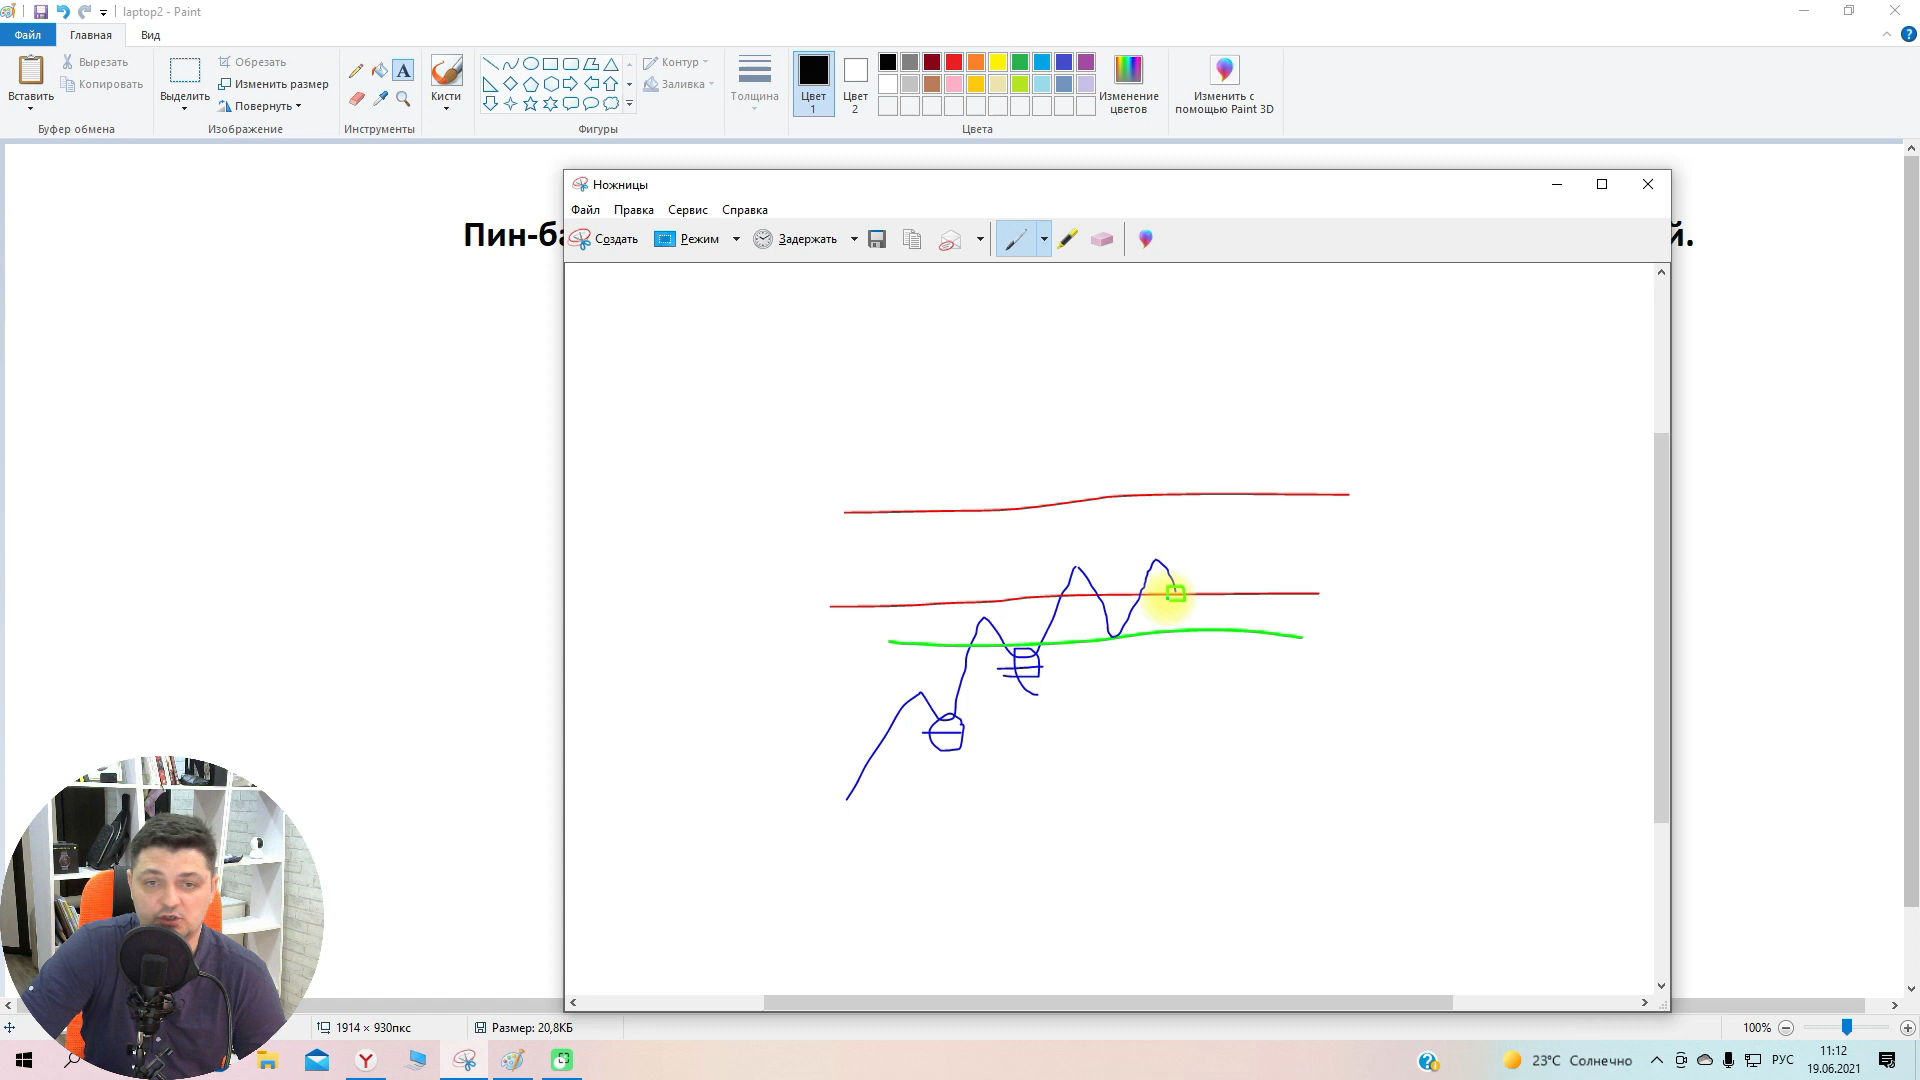 laptop2 - Paint
Файл
Главная
Вид
Вставить
Вырезать
Копировать
Буфер обмена
Выделить
Обрезать
Изменить размер
Повернуть
Изображение
A
Инструменты
Кисти
Контур
Заливка
Фигуры
Толщина
Цвет
1
Цвет
2
Изменение
цветов
Цвета
Изменить с
помощью Paint 3D
й.
Ножницы
Файл Правка Сервис Справка
Создать Режим Задержать
1914 × 930пкс
Размер: 20,8КБ
100%
23°C Солнечно
РУС
11:12
19.06.2021